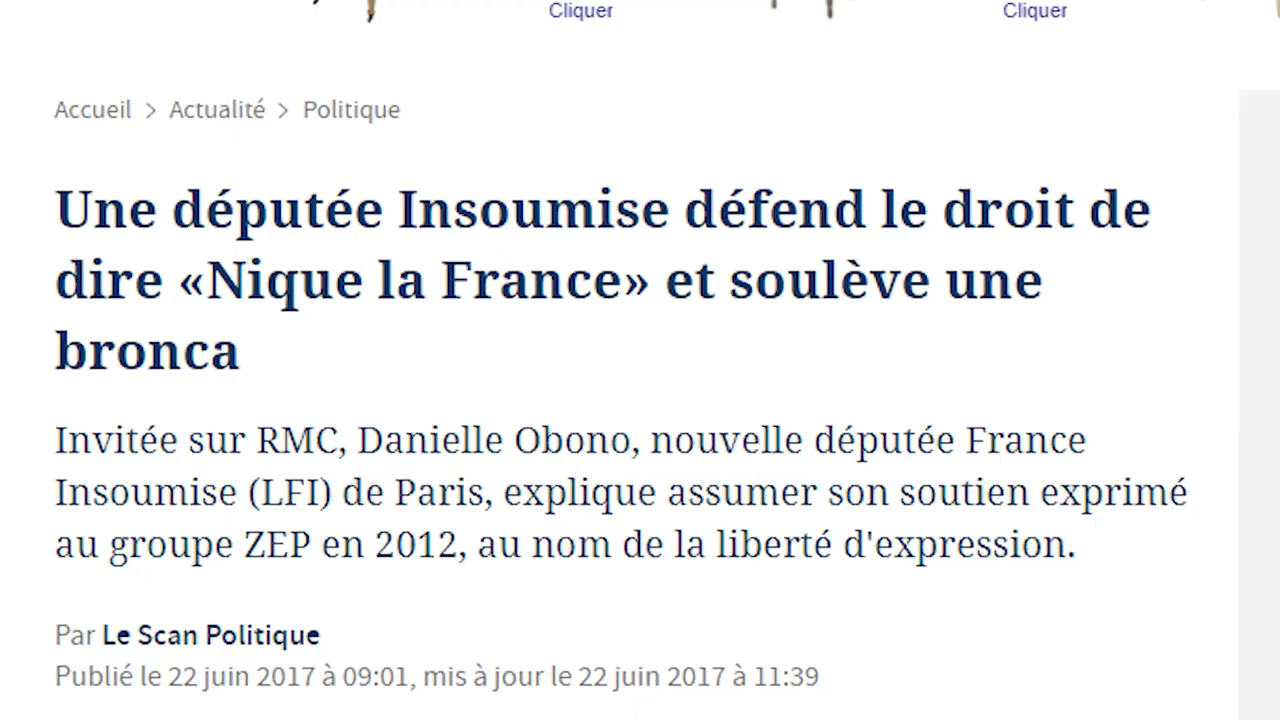 Cliquer Cliquer
Accueil > Actualité > Politique
Une députée Insoumise défend le droit de
dire «Nique la France» et soulève une
bronca
Invitée sur RMC, Danielle Obono, nouvelle députée France
Insoumise (LFI) de Paris, explique assumer son soutien exprimé
au groupe ZEP en 2012, au nom de la liberté d'expression.
Par Le Scan Politique
Publié le 22 juin 2017 à 09:01, mis à jour le 22 juin 2017 à 11:39